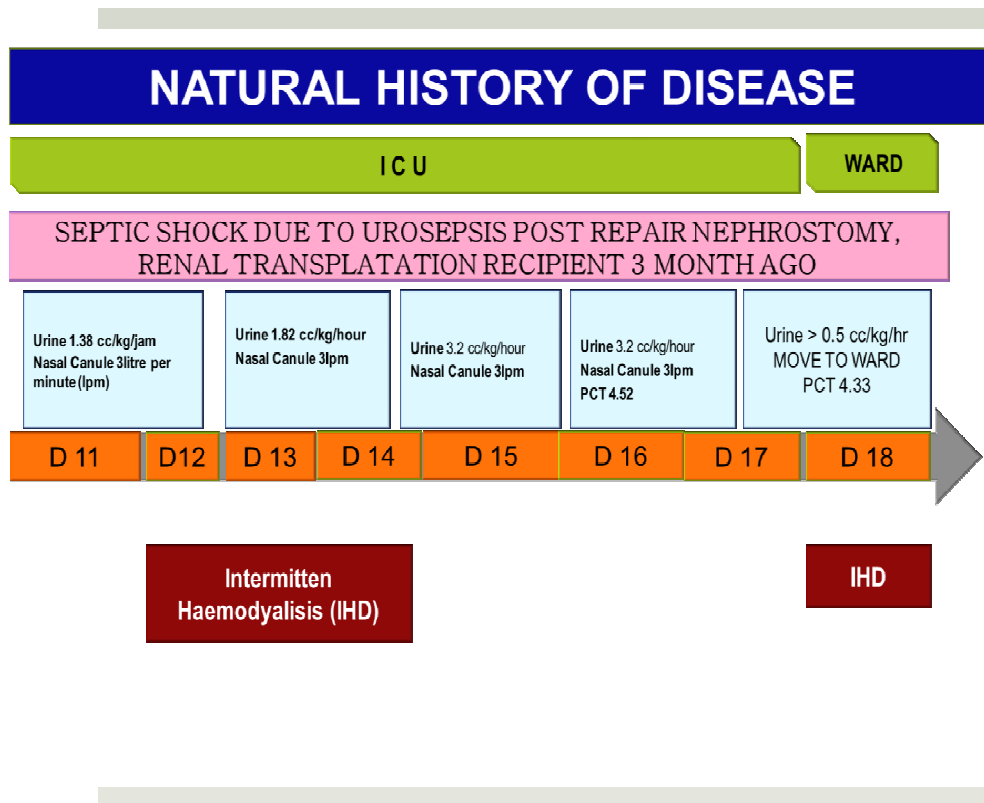 NATURAL HISTORY OF DISEASE
I C U
WARD
SEPTIC SHOCK DUE TO UROSEPSIS POST REPAIR NEPHROSTOMY,
RENAL TRANSPLATATION RECIPIENT 3 MONTH AGO
Urine 1.38 cc/kg/jam
Nasal Canule 3litre per
minute (lpm)
Urine 1.82 cc/kg/hour
Nasal Canule 3lpm
Urine 3.2 cc/kg/hour
Nasal Canule 3lpm
Urine 3.2 cc/kg/hour
Nasal Canule 3lpm
PCT 4.52
Urine > 0.5 cc/kg/hr
MOVE TO WARD
PCT 4.33
D 11
D12
D 13
D 14
D 15
D 16
D 17
D 18
Intermitten
Haemodyalisis (IHD)
IHD